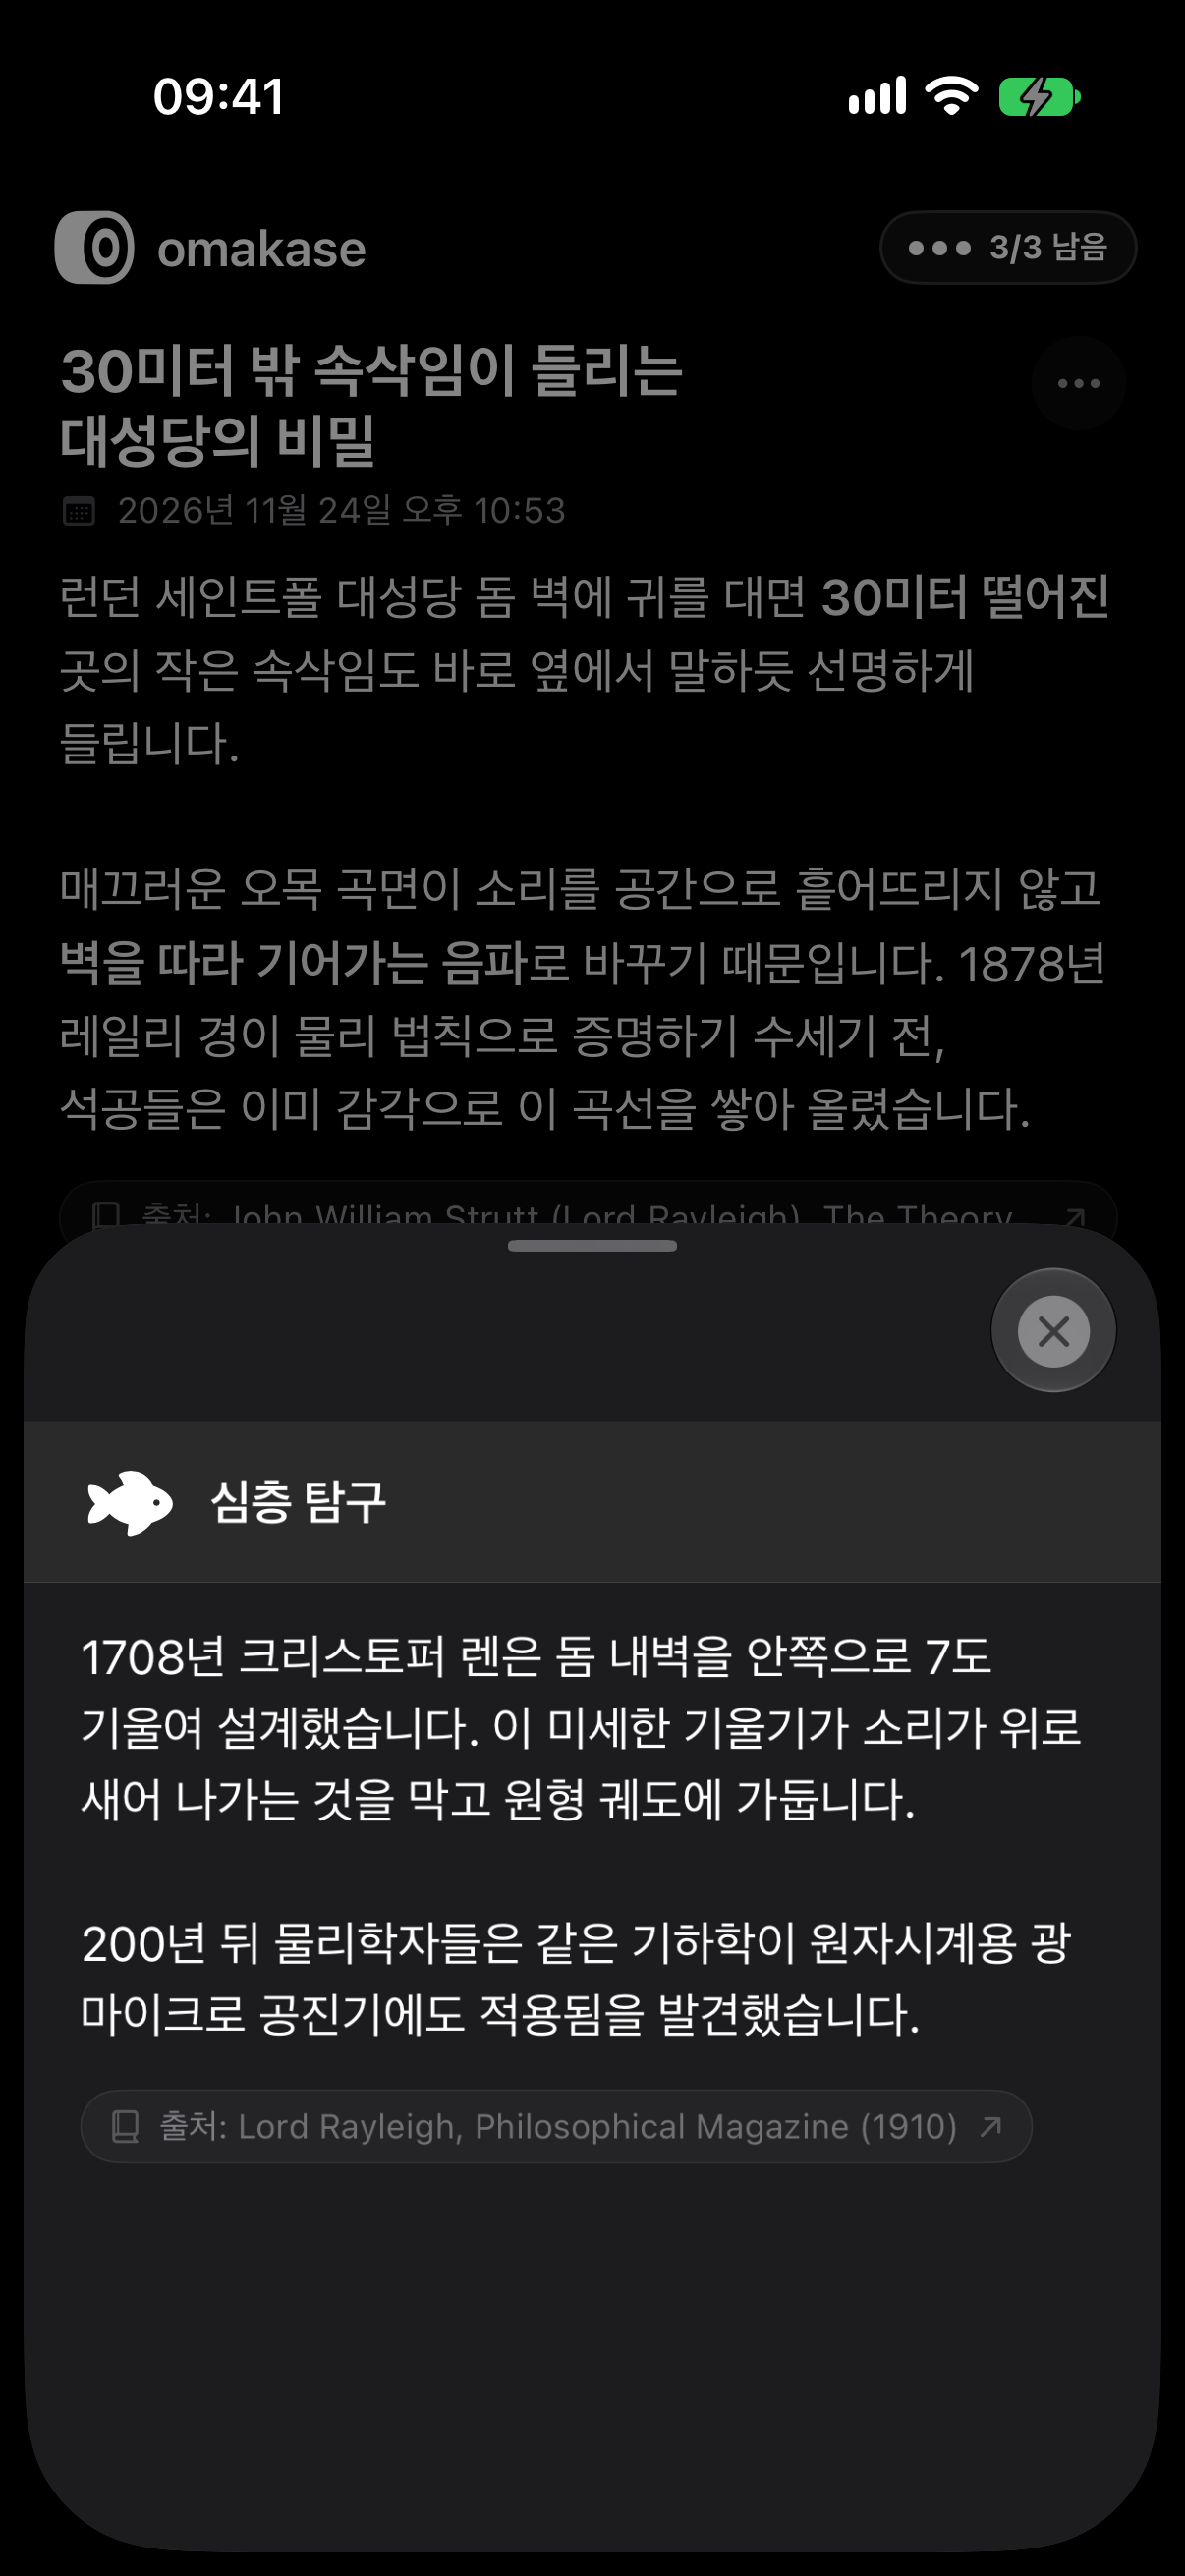 09:41
omakase
3/3 남음
30미터 밖 속삭임이 들리는
대성당의 비밀
2026년 11월 24일 오후 10:53
런던 세인트폴 대성당 돔 벽에 귀를 대면 30미터 떨어진
곳의 작은 속삭임도 바로 옆에서 말하듯 선명하게
들립니다.
매끄러운 오목 곡면이 소리를 공간으로 흩어뜨리지 않고
벽을 따라 기어가는 음파로 바꾸기 때문입니다. 1878년
레일리 경이 물리 법칙으로 증명하기 수세기 전,
석공들은 이미 감각으로 이 곡선을 쌓아 올렸습니다.
출처: John William Strutt (Lord Rayleigh), The Theory
심층 탐구
1708년 크리스토퍼 렌은 돔 내벽을 안쪽으로 7도
기울여 설계했습니다. 이 미세한 기울기가 소리가 위로
새어 나가는 것을 막고 원형 궤도에 가둡니다.
200년 뒤 물리학자들은 같은 기하학이 원자시계용 광
마이크로 공진기에도 적용됨을 발견했습니다.
출처: Lord Rayleigh, Philosophical Magazine (1910)